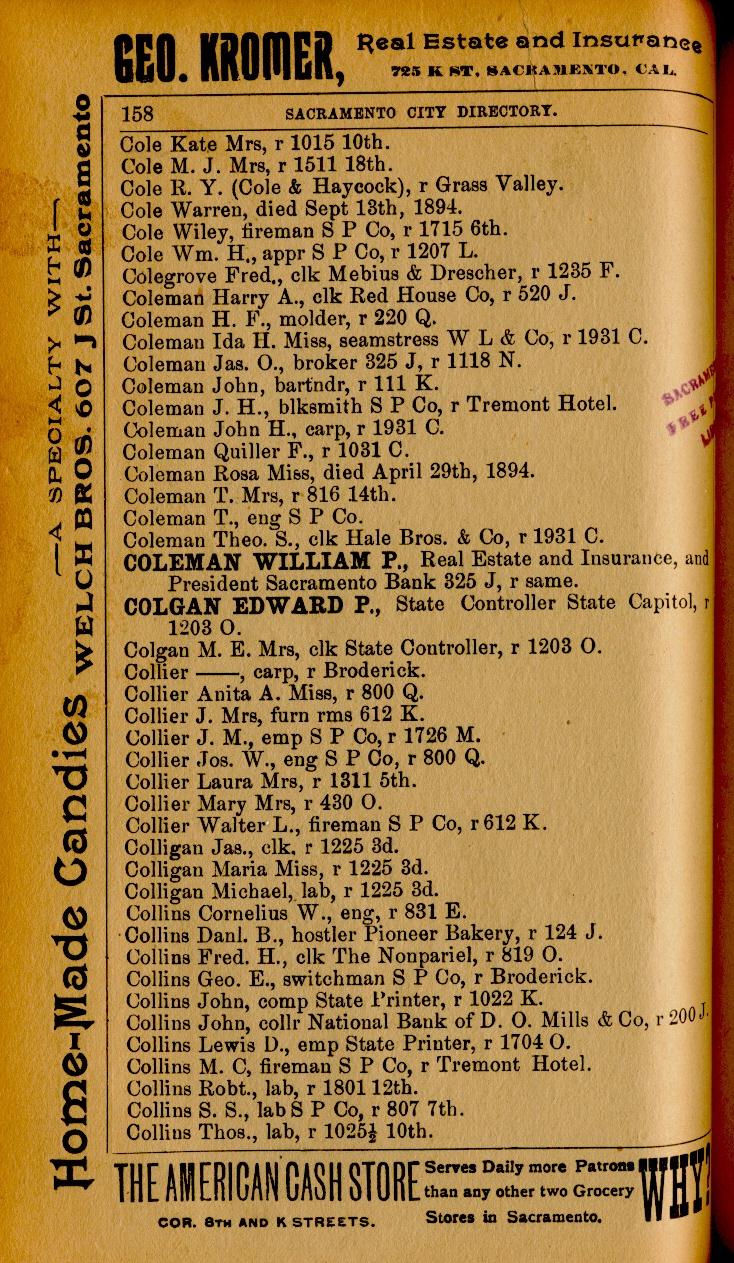 GEO. KROMER, Real Estate and Insurance
725 K ST, SACRAMENTO, CAL.
158 SACRAMENTO CITY DIRECTORY.
Cole Kate Mrs, r 1015 10th.
Cole M. J. Mrs, r 1511 18th.
Cole R. Y. (Cole & Haycock), r Grass Valley.
Cole Warren, died Sept 13th, 1894.
Cole Wiley, fireman S P Co, r 1715 6th.
Cole Wm. H., appr S P Co, r 1207 L.
Colegrove Fred., clk Mebius & Drescher, r 1235 F.
Coleman Harry A., clk Red House Co, r 520 J.
Coleman H. F., molder, r 220 Q.
Coleman Ida H. Miss, seamstress W L & Co, r 1931 C.
Coleman Jas. O., broker 325 J, r 1118 N.
Coleman John, bartndr, r 111 K.
Coleman J. H., blksmith S P Co, r Tremont Hotel.
Coleman John H., carp, r 1931 C.
Coleman Quiller F., r 1031 C.
Coleman Rosa Miss, died April 29th, 1894.
Coleman T. Mrs, r 816 14th.
Coleman T., eng S P Co.
Coleman Theo. S., clk Hale Bros. & Co, r 1931 C.
COLEMAN WILLIAM P., Real Estate and Insurance, and
President Sacramento Bank 325 J, r same.
COLGAN EDWARD P., State Controller State Capitol, r
1203 O.
Colgan M. E. Mrs, clk State Controller, r 1203 O.
Collier ——, carp, r Broderick.
Collier Anita A. Miss, r 800 Q.
Collier J. Mrs, furn rms 612 K.
Collier J. M., emp S P Co, r 1726 M.
Collier Jos. W., eng S P Co, r 800 Q.
Collier Laura Mrs, r 1311 5th.
Collier Mary Mrs, r 430 O.
Collier Walter L., fireman S P Co, r 612 K.
Colligan Jas., clk, r 1225 3d.
Colligan Maria Miss, r 1225 3d.
Colligan Michael, lab, r 1225 3d.
Collins Cornelius W., eng, r 831 E.
Collins Danl. B., hostler Pioneer Bakery, r 124 J.
Collins Fred. H., clk The Nonpariel, r 819 O.
Collins Geo. E., switchman S P Co, r Broderick.
Collins John, comp State Printer, r 1022 K.
Collins John, collr National Bank of D. O. Mills & Co, r 200 J.
Collins Lewis D., emp State Printer, r 1704 O.
Collins M. C, fireman S P Co, r Tremont Hotel.
Collins Robt., lab, r 1801 12th.
Collins S. S., lab S P Co, r 807 7th.
Collins Thos., lab, r 1025½ 10th.
THE AMERICAN CASH STORE
COR. 8TH AND K STREETS.
Serves Daily more Patrons
than any other two Grocery
Stores in Sacramento.
WHY?
—A SPECIALTY WITH—
Home-Made Candies WELCH BROS. 607 J St. Sacramento
SACRAME
FREE P